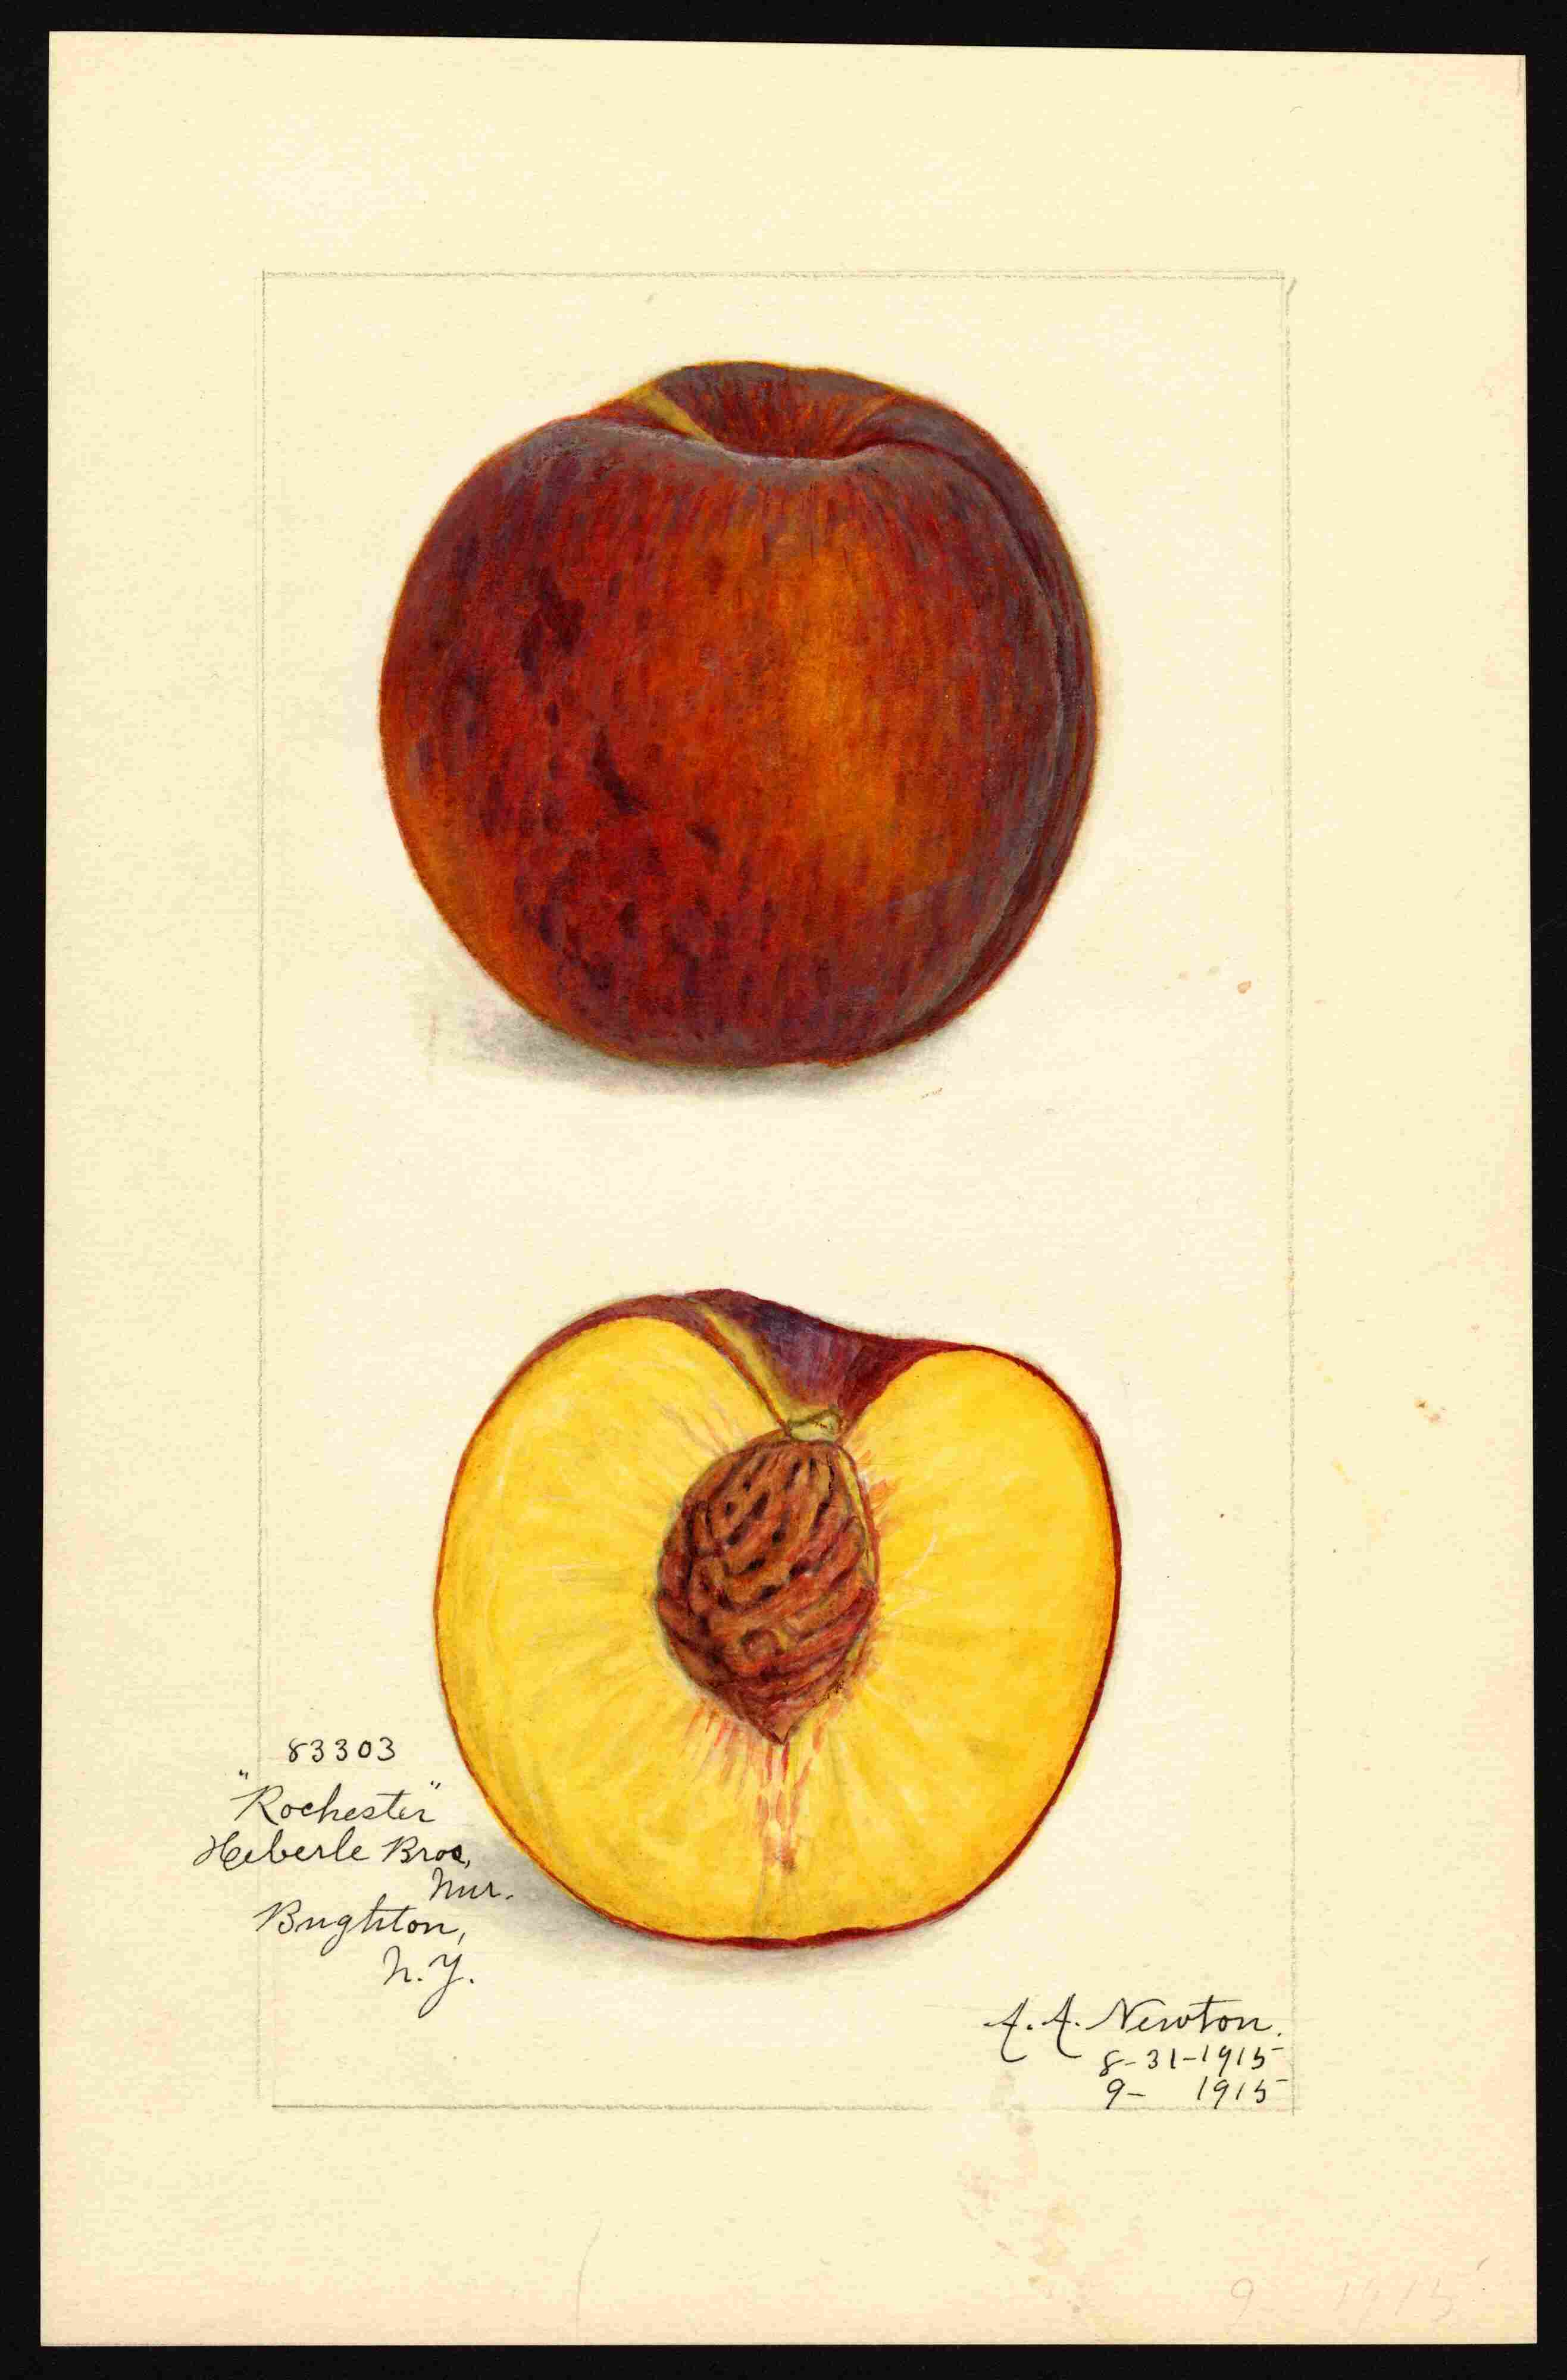 83303
"Rochester"
Heberle Bros,
Nur.
Brighton,
N.Y.
A. A. Newton.
8-31-1915
9- 1915
9- 1915